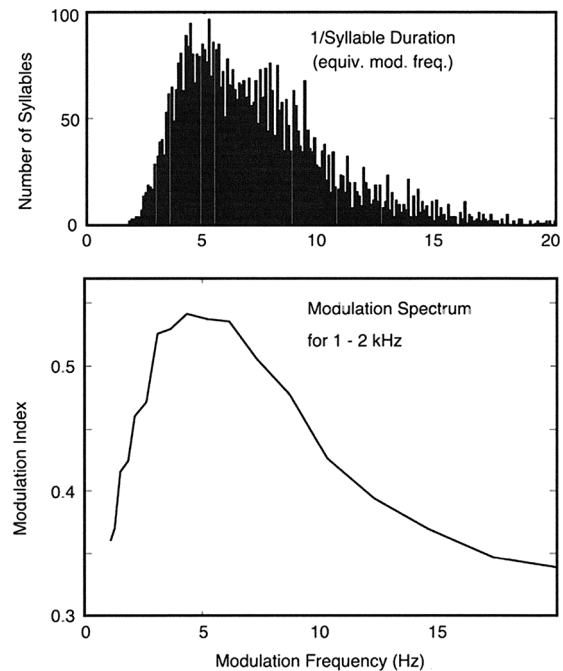 100
50
0
Number of Syllables
1/Syllable Duration
(equiv. mod. freq.)
0 5 10 15 20
0.5
0.4
0.3
Modulation Index
Modulation Spectrum
for 1 - 2 kHz
0 5 10 15
Modulation Frequency (Hz)